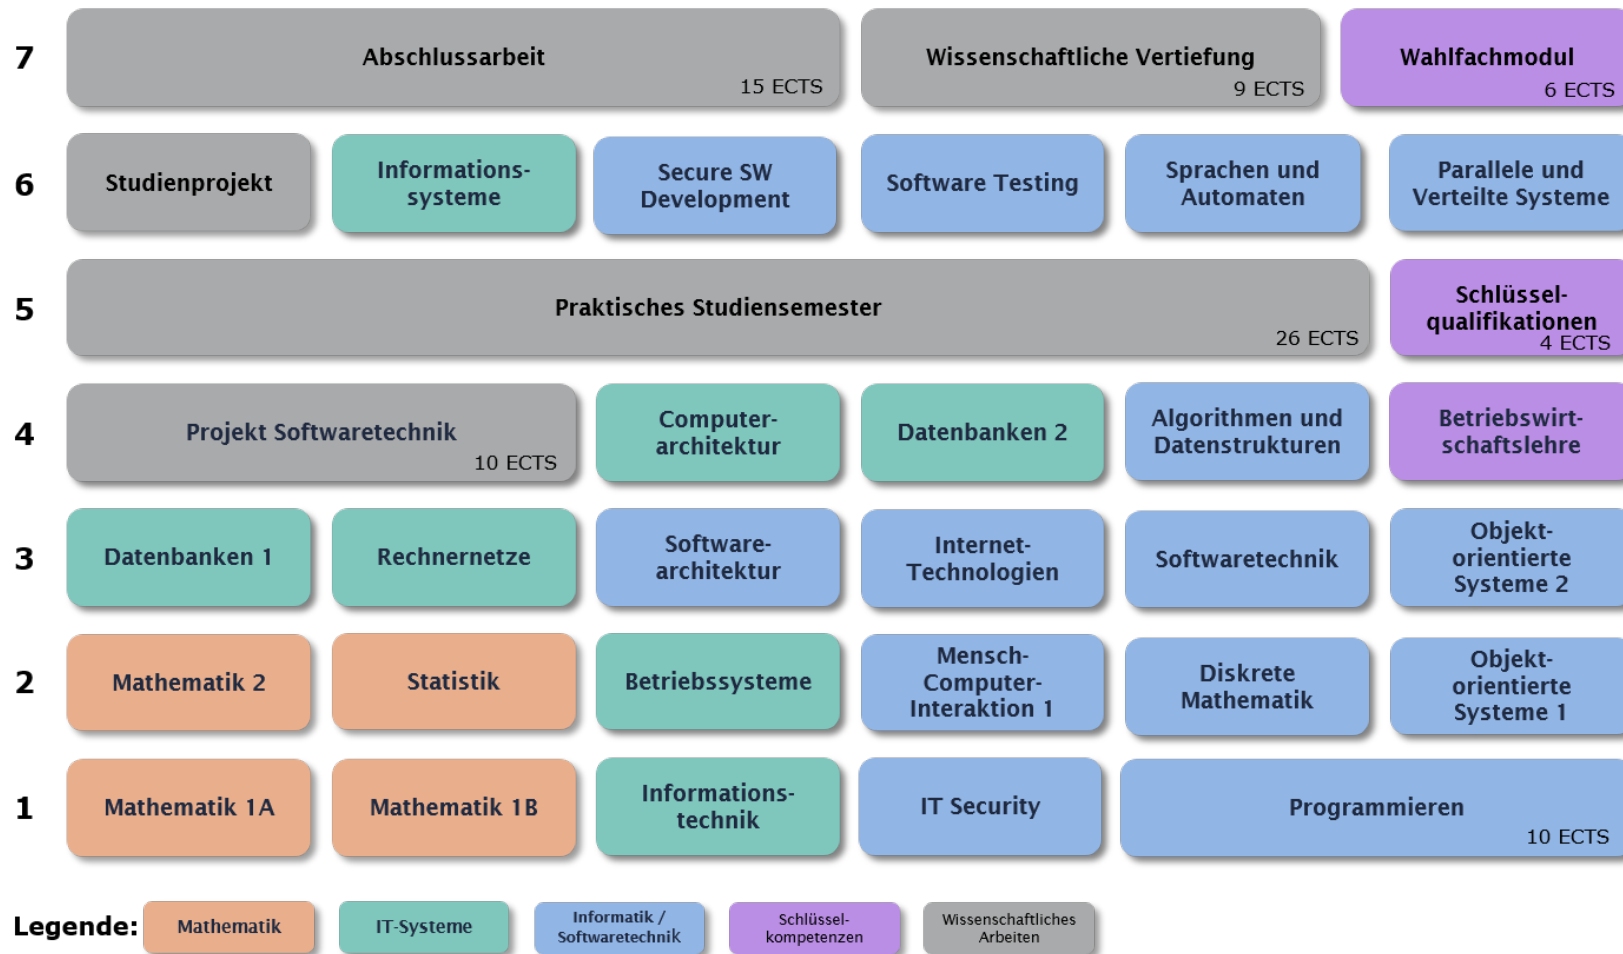 7
Abschlussarbeit
15 ECTS
Wissenschaftliche Vertiefung
9 ECTS
Wahlfachmodul
6 ECTS
6
Studienprojekt
Informations-
systeme
Secure SW
Development
Software Testing
Sprachen und
Automaten
Parallele und
Verteilte Systeme
5
Praktisches Studiensemester
26 ECTS
Schlüssel-
qualifikationen
4 ECTS
4
Projekt Softwaretechnik
10 ECTS
Computer-
architektur
Datenbanken 2
Algorithmen und
Datenstrukturen
Betriebswirt-
schaftslehre
3
Datenbanken 1
Rechnernetze
Software-
architektur
Internet-
Technologien
Softwaretechnik
Objekt-
orientierte
Systeme 2
2
Mathematik 2
Statistik
Betriebssysteme
Mensch-
Computer-
Interaktion 1
Diskrete
Mathematik
Objekt-
orientierte
Systeme 1
1
Mathematik 1A
Mathematik 1B
Informations-
technik
IT Security
Programmieren
10 ECTS
Legende:
Mathematik
IT-Systeme
Informatik /
Softwaretechnik
Schlüssel-
kompetenzen
Wissenschaftliches
Arbeiten